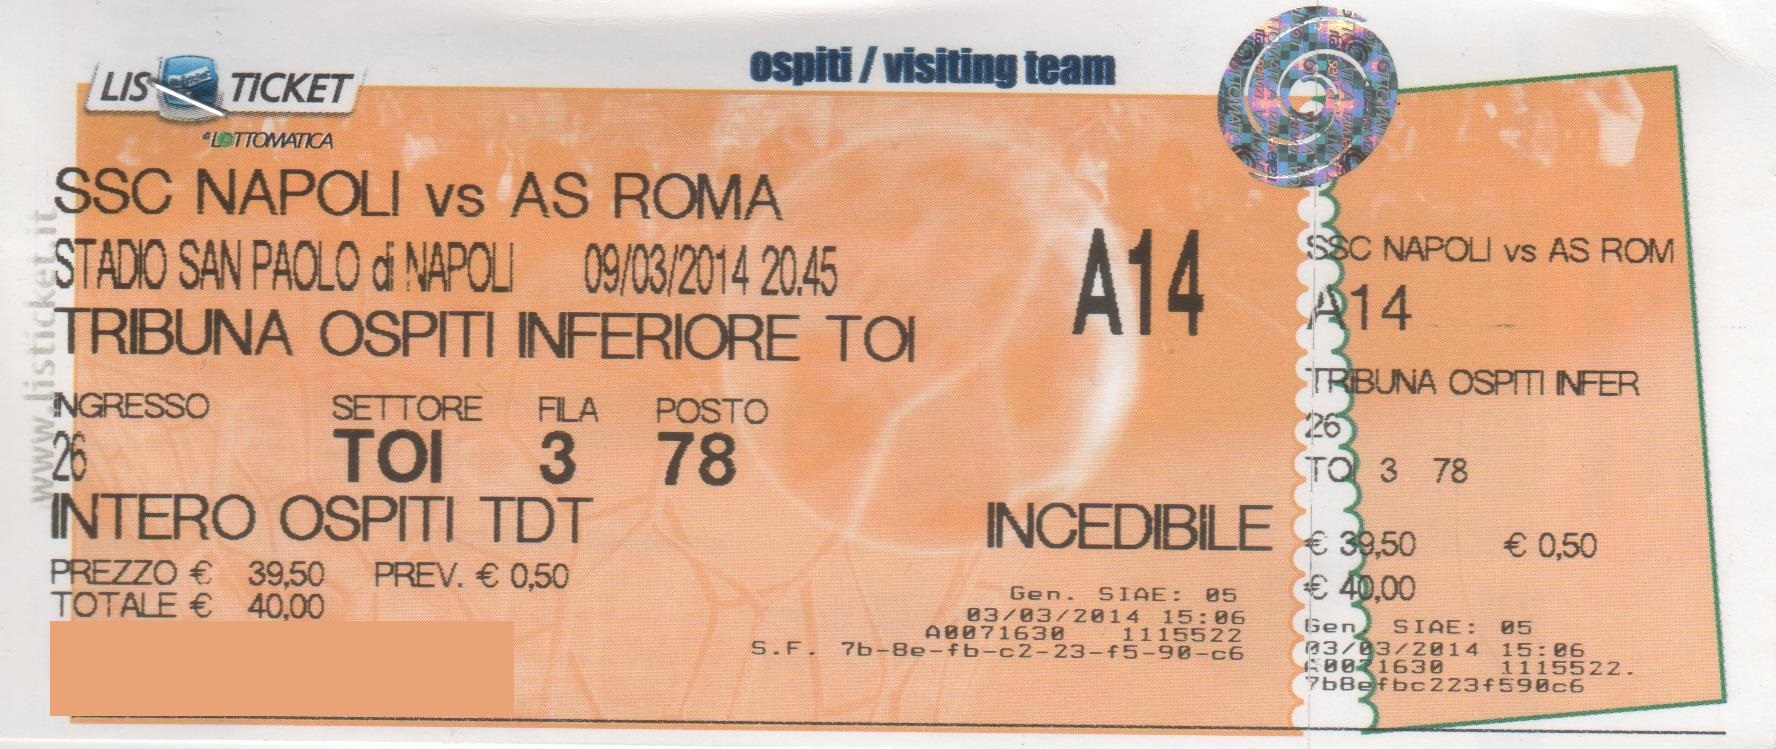 ospiti / visiting team
LIS TICKET
di LOTTOMATICA
www.listicket.it
SSC NAPOLI vs AS ROMA
STADIO SAN PAOLO di NAPOLI 09/03/2014 20.45
A14
TRIBUNA OSPITI INFERIORE TOI
INGRESSO SETTORE FILA POSTO
26 TOI 3 78
INTERO OSPITI TDT
INCEDIBILE
PREZZO € 39,50 PREV. € 0,50
TOTALE € 40,00
Gen. SIAE: 05
03/03/2014 15:06
A0071630 1115522
S.F. 7b-8e-fb-c2-23-f5-90-c6
SSC NAPOLI vs AS ROM
A14
TRIBUNA OSPITI INFER
26
TOI 3 78
€ 39,50 € 0,50
€ 40,00
Gen. SIAE: 05
03/03/2014 15:06
A0071630 1115522.
7b8efbc223f590c6